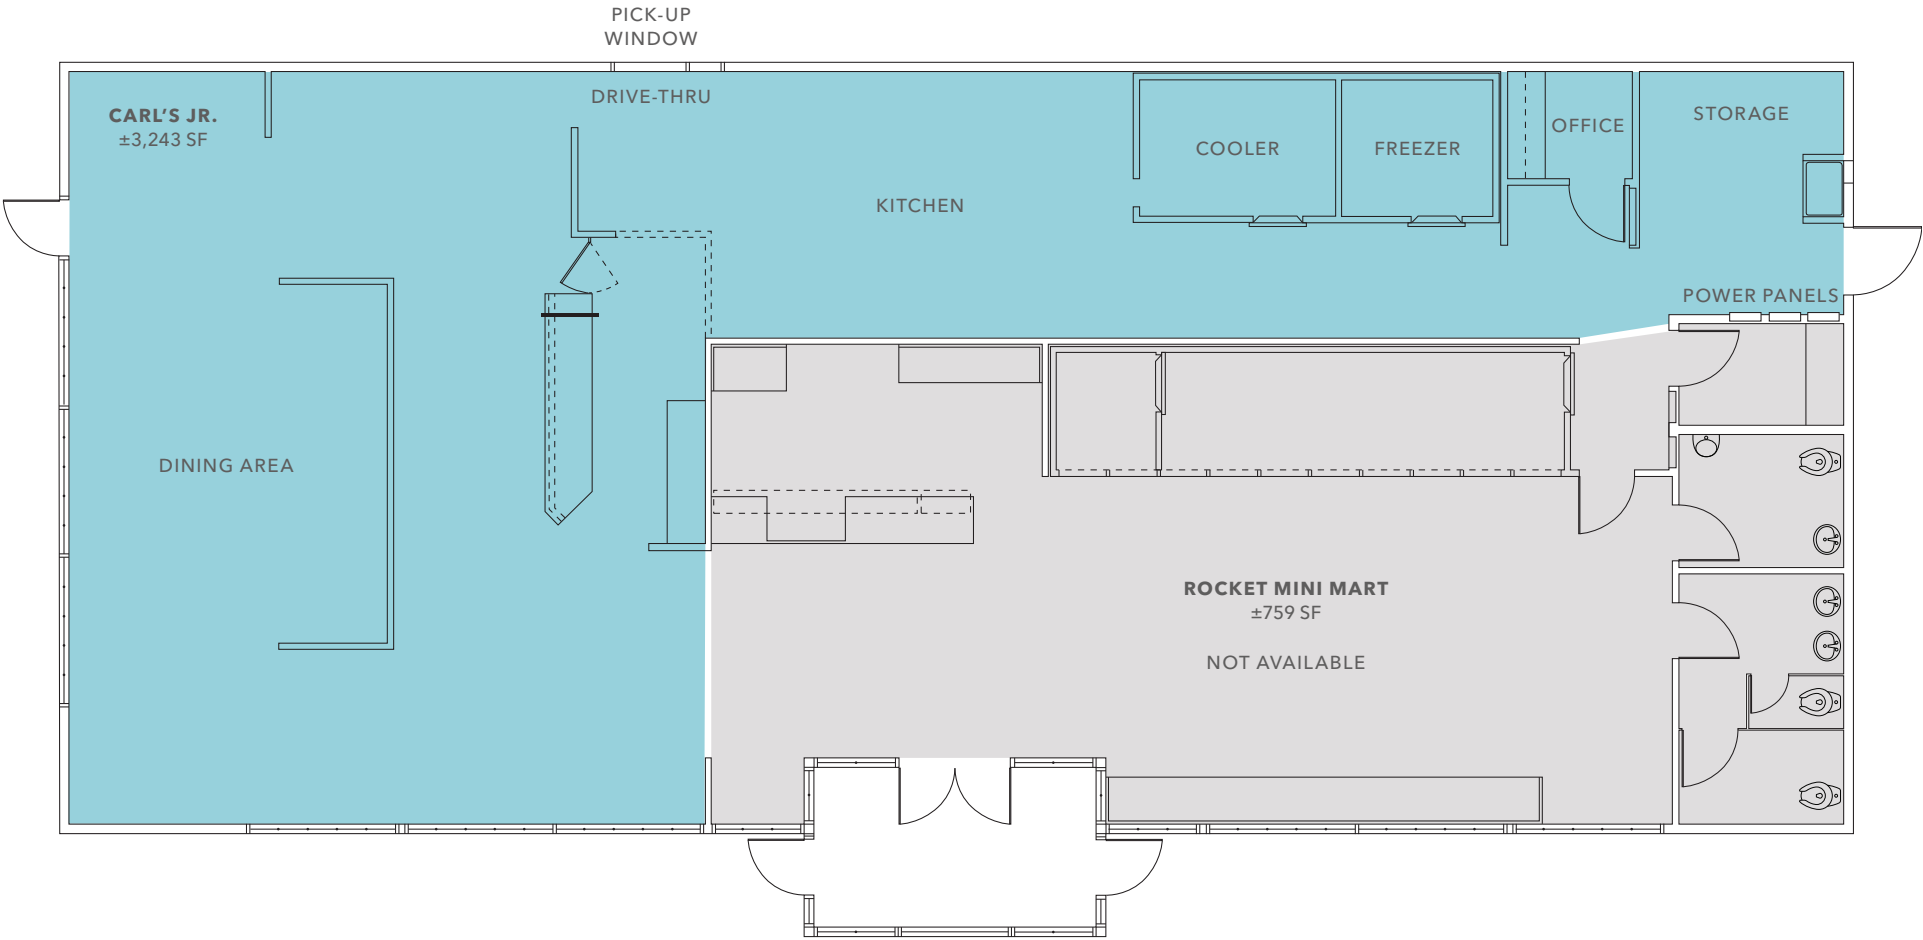 PICK-UP
WINDOW
DRIVE-THRU
CARL'S JR.
±3,243 SF
COOLER
FREEZER
OFFICE
STORAGE
KITCHEN
POWER PANELS
DINING AREA
ROCKET MINI MART
±759 SF
NOT AVAILABLE